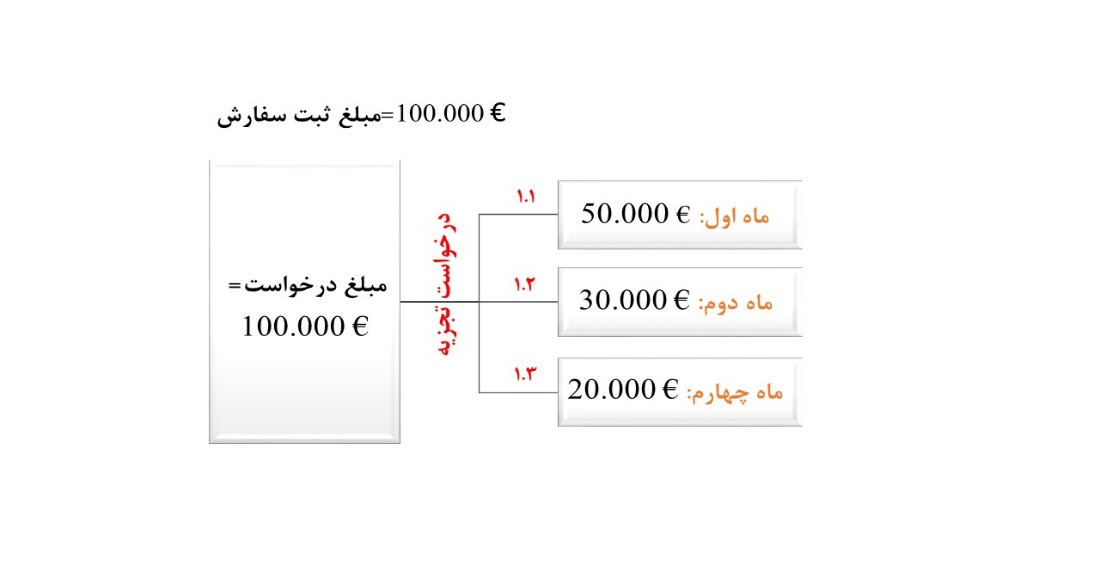 مبلغ ثبت سفارش=100.000 €
مبلغ درخواست=
100.000 €
درخواست تجزیه
۱.۱
ماه اول: 50.000 €
۱.۲
ماه دوم: 30.000 €
۱.۳
ماه چهارم: 20.000 €